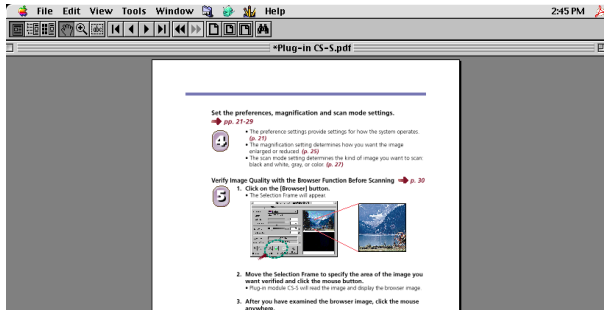 File Edit View Tools Window Help 2:45 PM
*Plug-in CS-S.pdf
Set the preferences, magnification and scan mode settings.
pp. 21-29
4
• The preference settings provide settings for how the system operates.
(p. 21)
• The magnification setting determines how you want the image
enlarged or reduced. (p. 25)
• The scan mode setting determines the kind of image you want to scan:
black and white, gray, or color. (p. 27)
Verify Image Quality with the Browser Function Before Scanning p. 30
5
1. Click on the [Browser] button.
• The Selection Frame will appear.
2. Move the Selection Frame to specify the area of the image you
want verified and click the mouse button.
• Plug-in module CS-S will read the image and display the browser image.
3. After you have examined the browser image, click the mouse
anywhere.